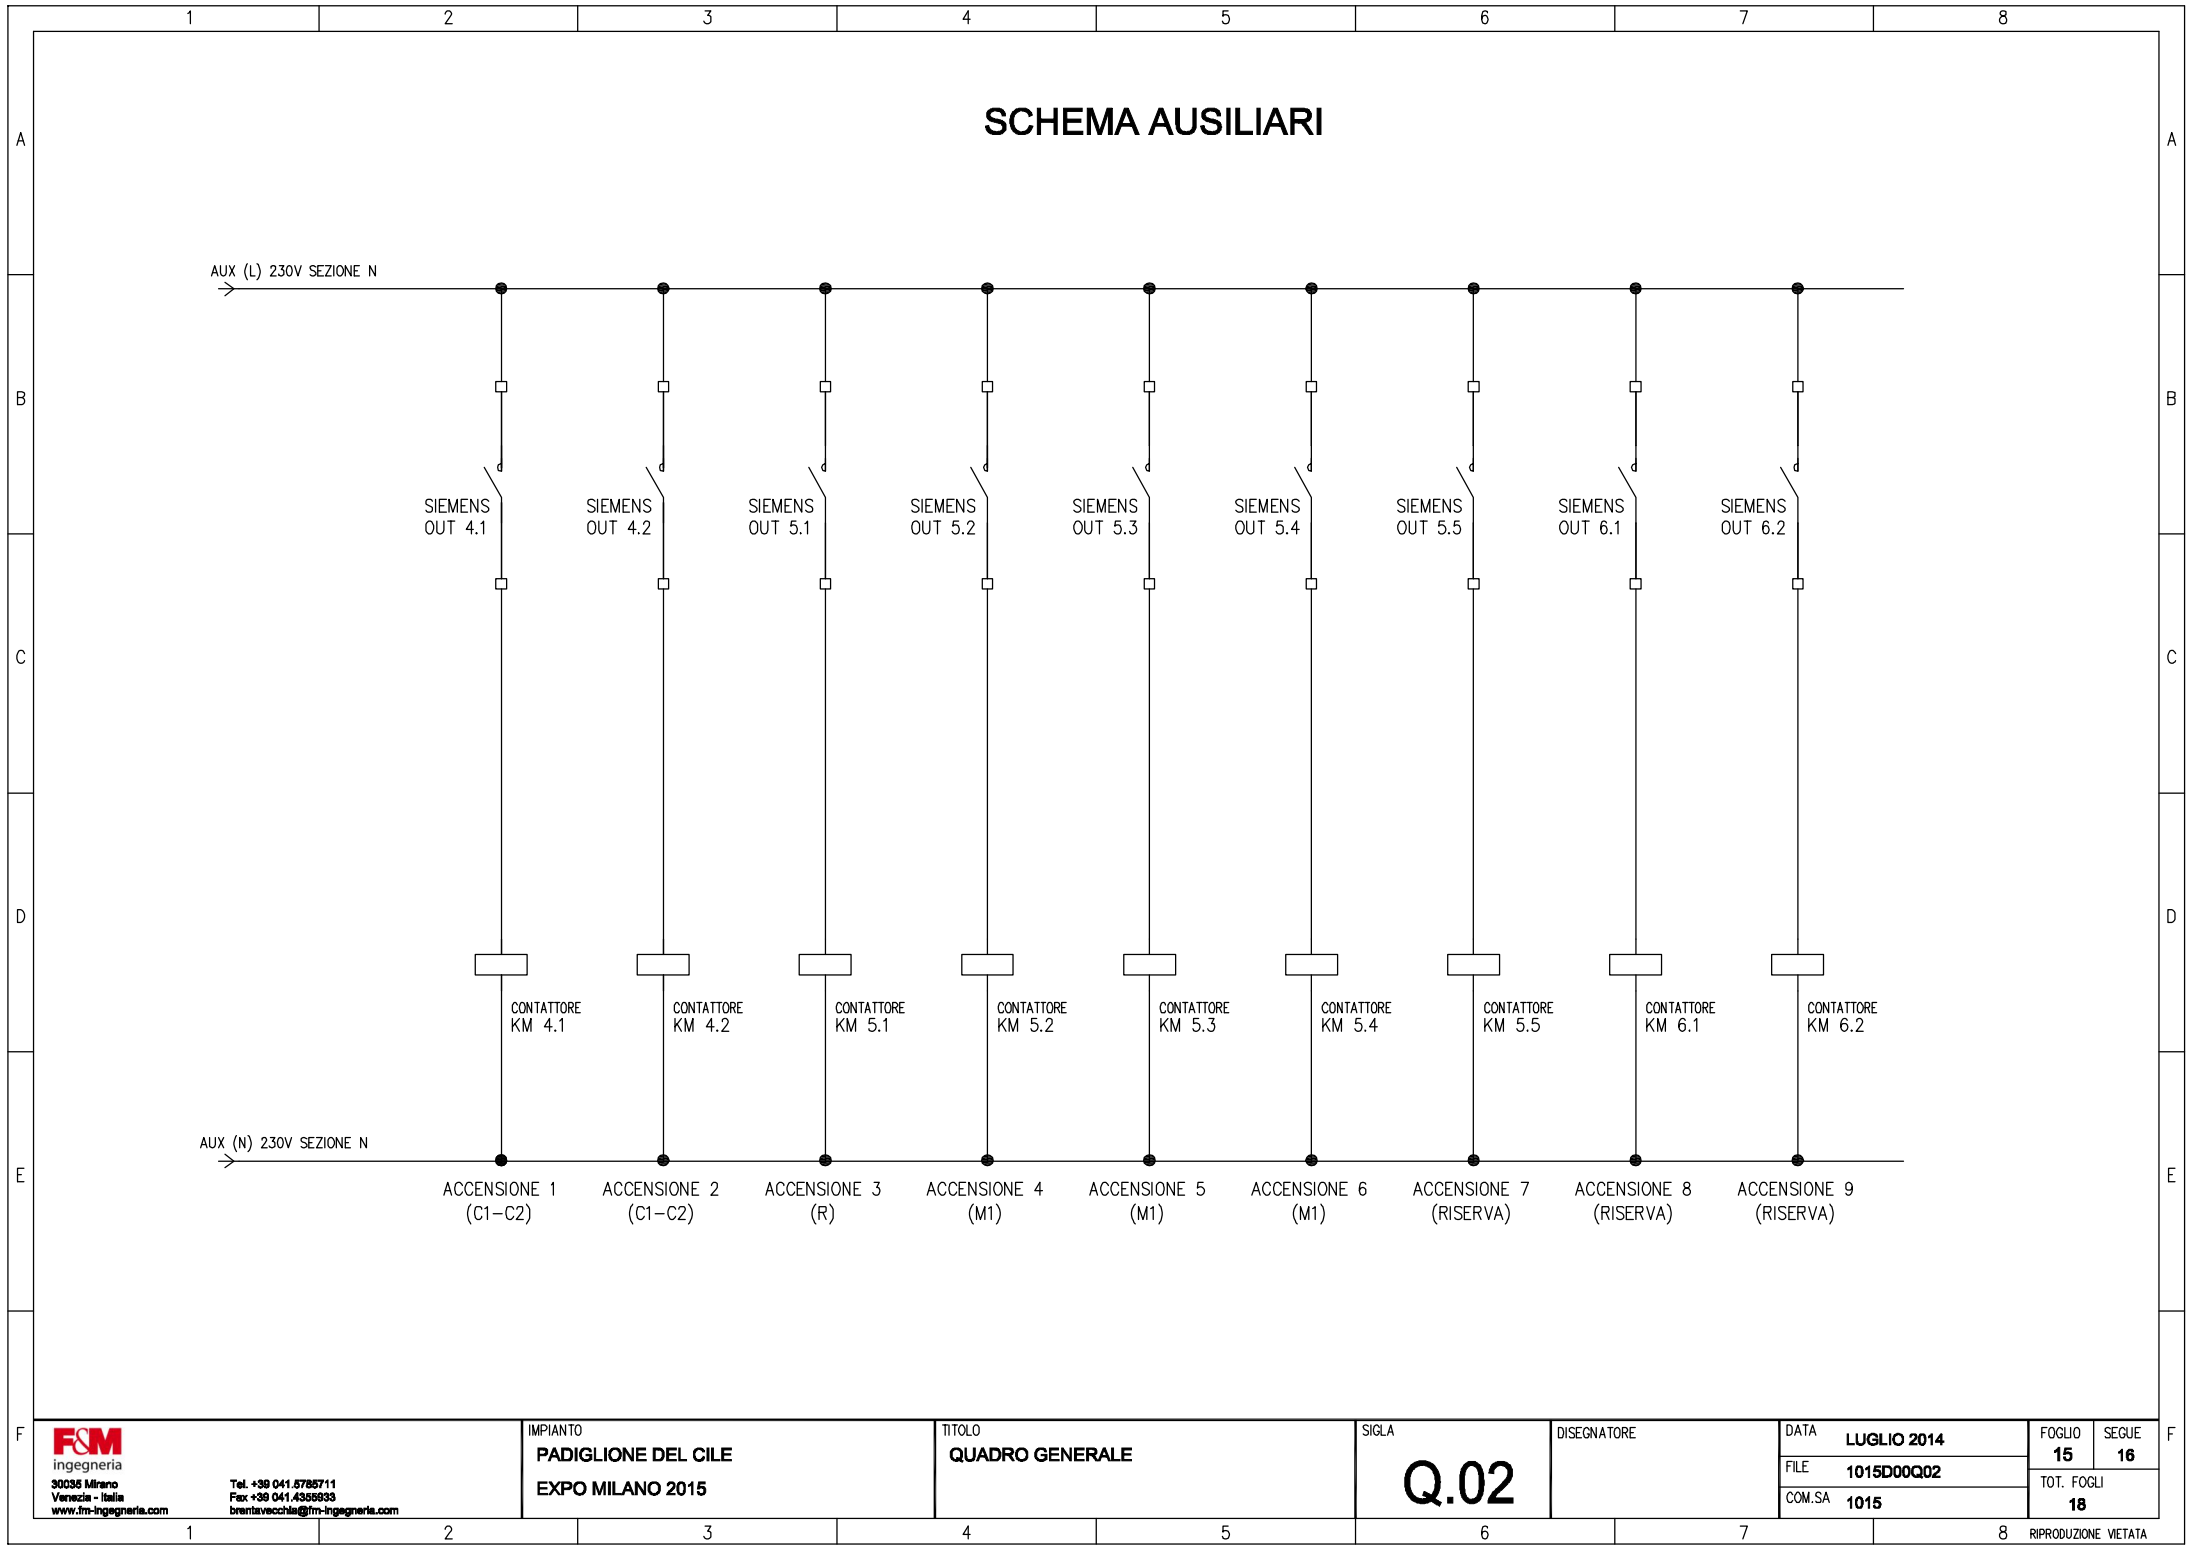 1 2 3 4 5 6 7 8
SCHEMA AUSILIARI
A A
AUX (L) 230V SEZIONE N
B B
SIEMENS SIEMENS SIEMENS SIEMENS SIEMENS SIEMENS SIEMENS SIEMENS SIEMENS
OUT 4.1 OUT 4.2 OUT 5.1 OUT 5.2 OUT 5.3 OUT 5.4 OUT 5.5 OUT 6.1 OUT 6.2
C C
D D
CONTATTORE CONTATTORE CONTATTORE CONTATTORE CONTATTORE CONTATTORE CONTATTORE CONTATTORE CONTATTORE
KM 4.1 KM 4.2 KM 5.1 KM 5.2 KM 5.3 KM 5.4 KM 5.5 KM 6.1 KM 6.2
AUX (N) 230V SEZIONE N
E E
ACCENSIONE 1 ACCENSIONE 2 ACCENSIONE 3 ACCENSIONE 4 ACCENSIONE 5 ACCENSIONE 6 ACCENSIONE 7 ACCENSIONE 8 ACCENSIONE 9
(C1-C2) (C1-C2) (R) (M1) (M1) (M1) (RISERVA) (RISERVA) (RISERVA)
F F
F&M
ingegneria
30035 Mirano
Venezia - Italia
www.fm-ingegneria.com
Tel. +39 041.5785711
Fax +39 041.4355933
brentavecchia@fm-ingegneria.com
IMPIANTO
PADIGLIONE DEL CILE
EXPO MILANO 2015
TITOLO
QUADRO GENERALE
SIGLA
Q.02
DISEGNATORE
DATA LUGLIO 2014
FILE 1015D00Q02
COM.SA 1015
FOGLIO SEGUE
15 16
TOT. FOGLI
18
1 2 3 4 5 6 7 8
RIPRODUZIONE VIETATA